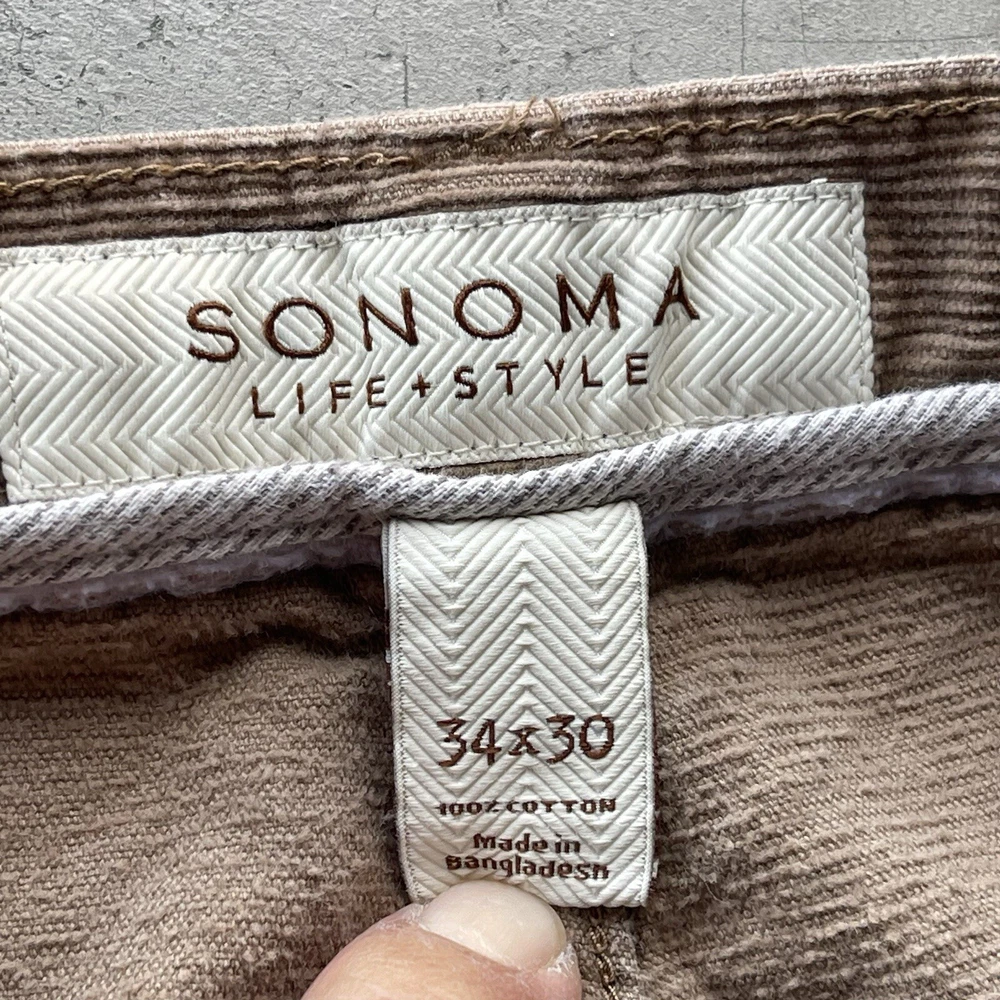 SONOMA
LIFE+STYLE
34x30
100% COTTON
Made in
Bangladesh